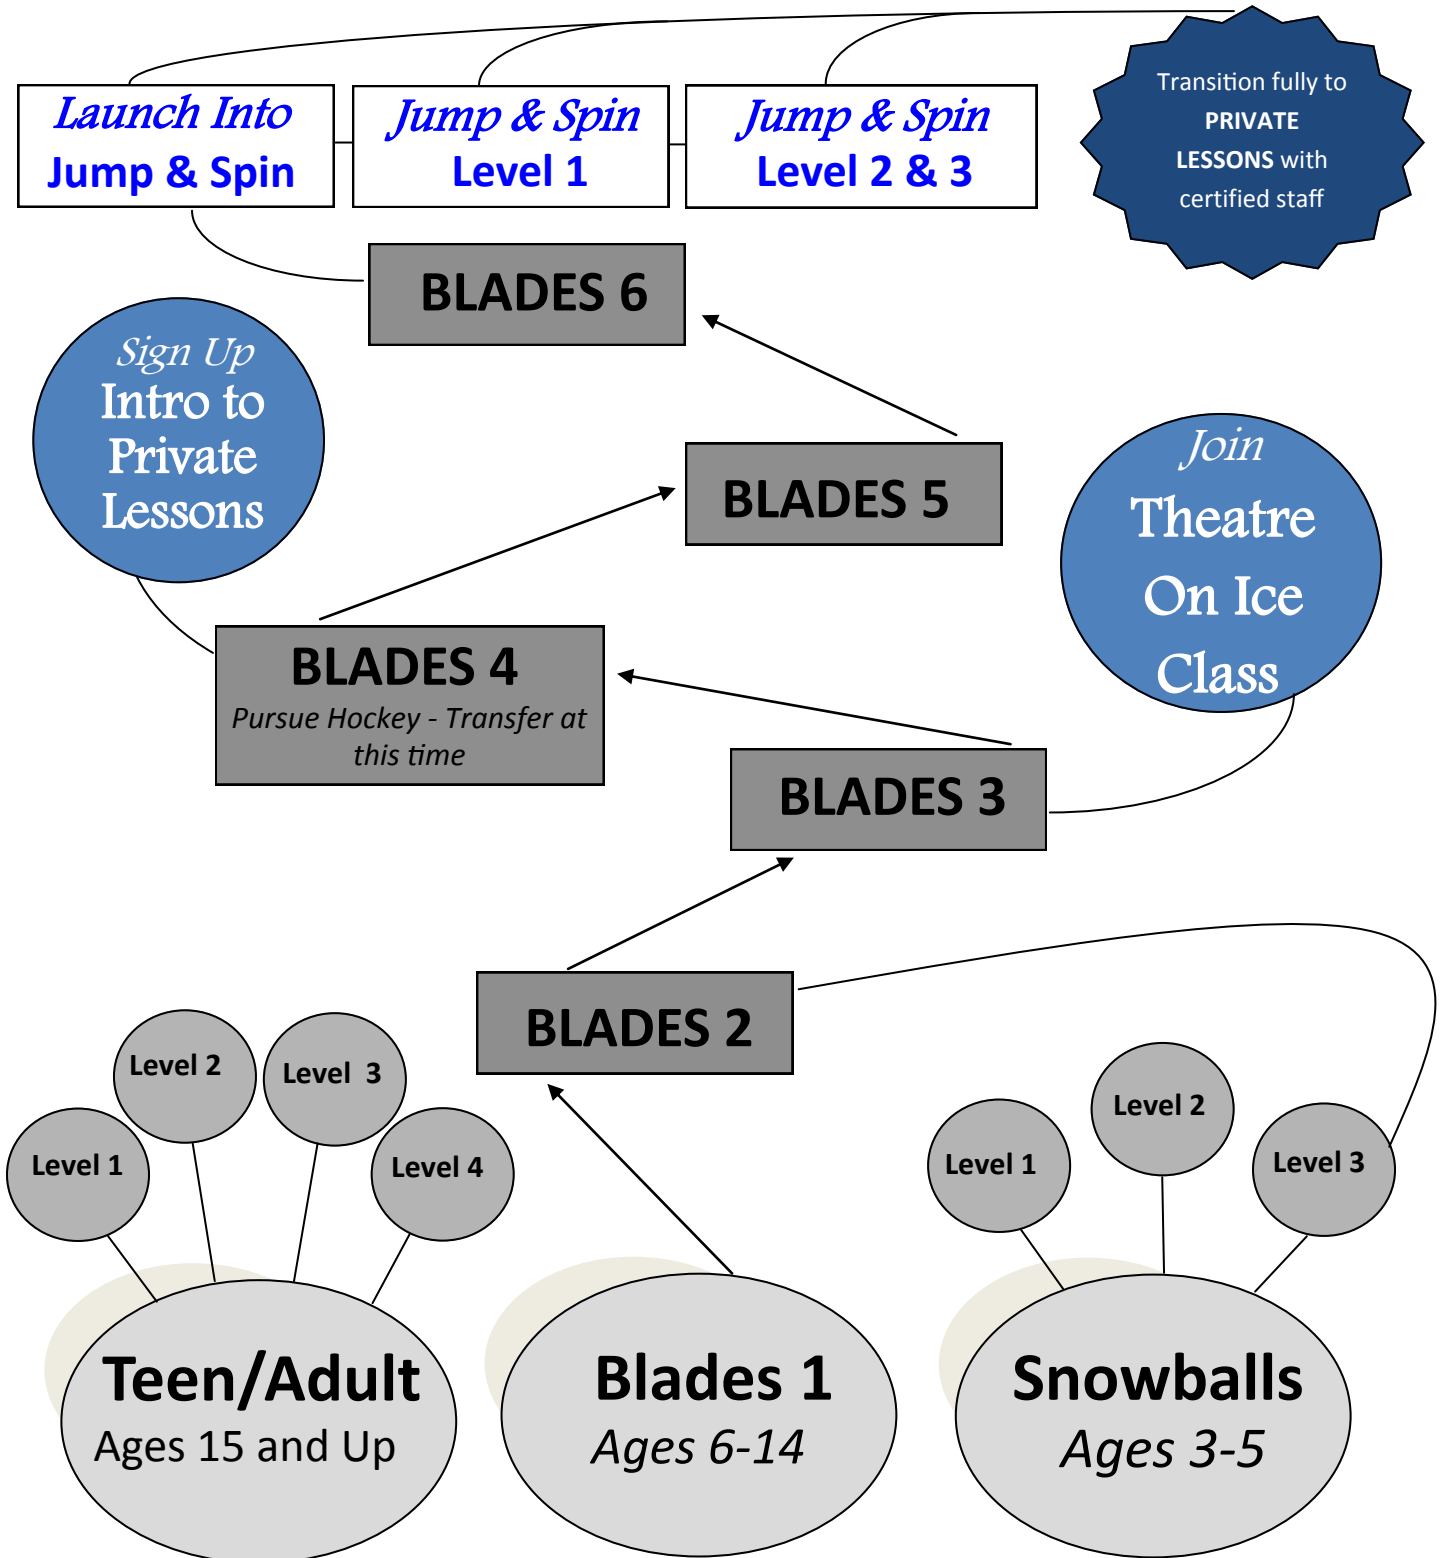 Launch Into
Jump & Spin
Jump & Spin
Level 1
Jump & Spin
Level 2 & 3
Transition fully to
PRIVATE
LESSONS with
certified staff
BLADES 6
Sign Up
Intro to
Private
Lessons
BLADES 5
Join
Theatre
On Ice
Class
BLADES 4
Pursue Hockey - Transfer at
this time
BLADES 3
BLADES 2
Level 1
Level 2
Level 3
Level 4
Level 1
Level 2
Level 3
Teen/Adult
Ages 15 and Up
Blades 1
Ages 6-14
Snowballs
Ages 3-5